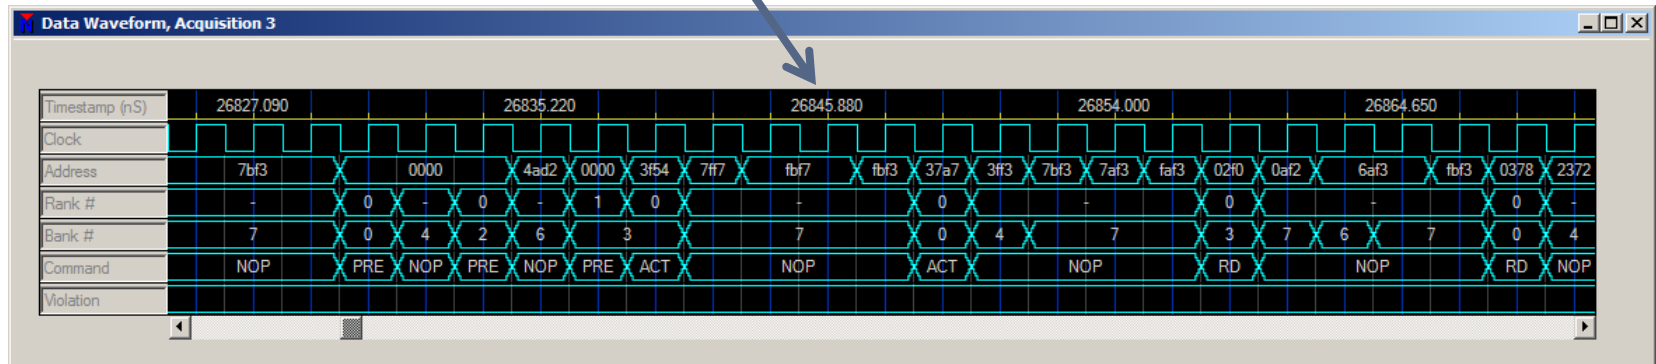 Data Waveform, Acquisition 3
Timestamp (nS) 26827.090 26835.220 26845.880 26854.000 26864.650
Clock
Address 7bf3 0000 4ad2 0000 3f54 7ff7 fbf7 fbf3 37a7 3ff3 7bf3 7af3 faf3 02f0 0af2 6af3 fbf3 0378 2372
Rank # - 0 - 0 - 1 0 - 0 - 0 - 0 -
Bank # 7 0 4 2 6 3 7 0 4 7 3 7 6 7 0 4
Command NOP PRE NOP PRE NOP PRE ACT NOP ACT NOP RD NOP RD NOP
Violation